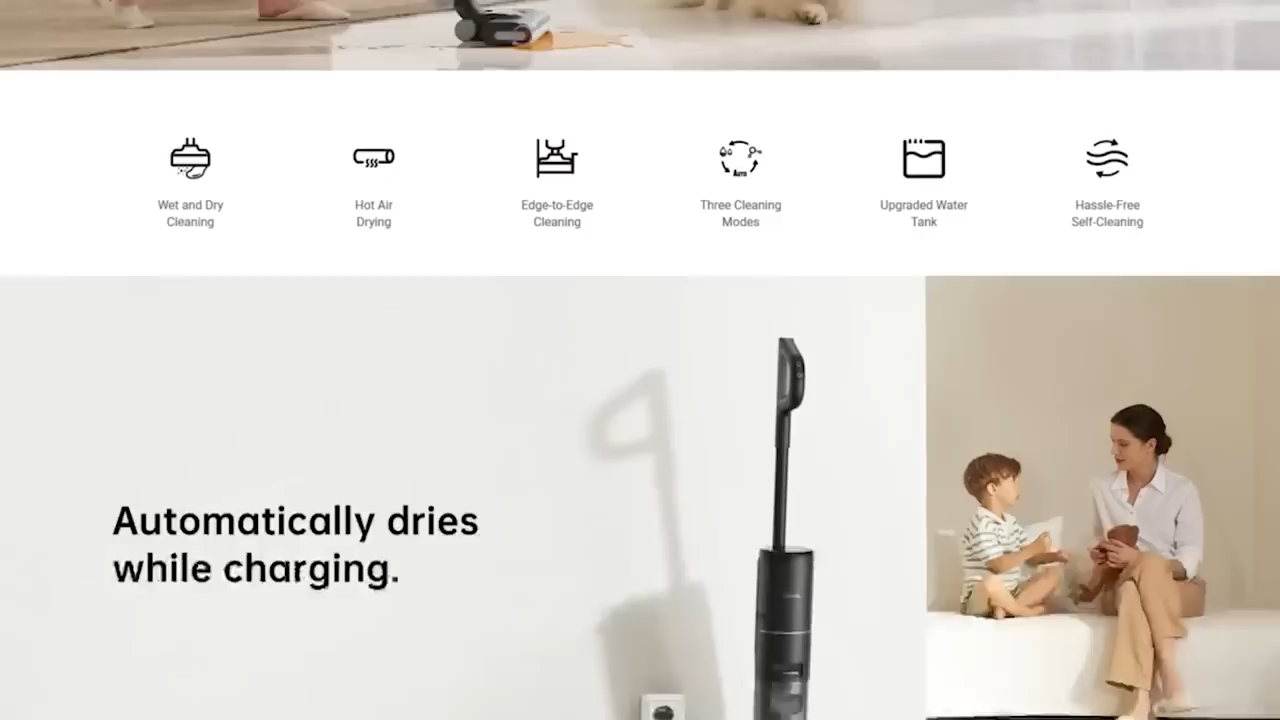 Wet and Dry
Cleaning
Hot Air
Drying
Edge-to-Edge
Cleaning
AUTO
Three Cleaning
Modes
Upgraded Water
Tank
Hassle-Free
Self-Cleaning
Automatically dries
while charging.